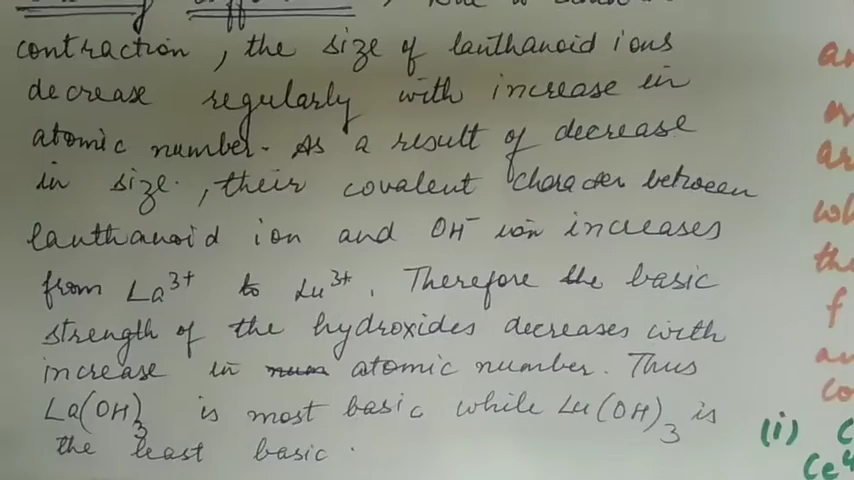 contraction, the size of lanthanoid ions
decrease regularly with increase in
atomic number. As a result of decrease
in size, their covalent character between
lanthanoid ion and OH⁻ ion increases
from La³⁺ to Lu³⁺. Therefore the basic
strength of the hydroxides decreases with
increase in atomic number. Thus
La(OH)₃ is most basic while Lu(OH)₃ is
the least basic.
(i)
Ce⁴